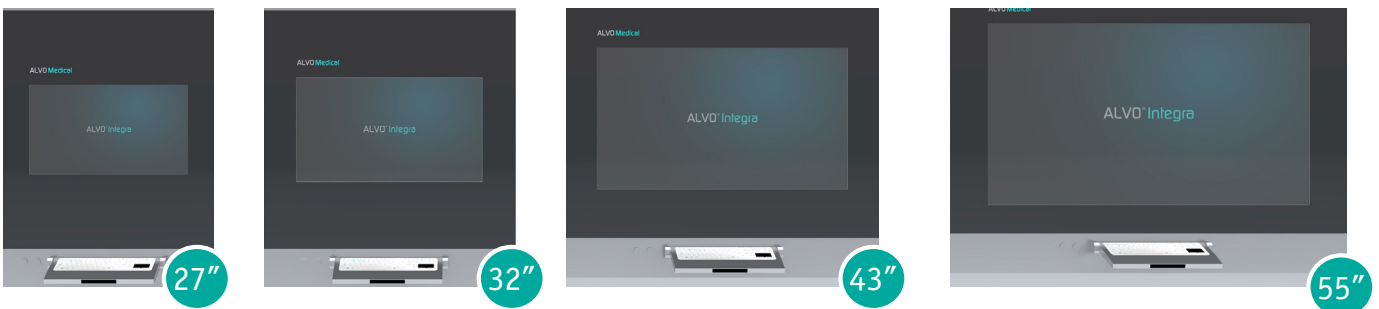 ALVO Medical
ALVO® Integra
27″
ALVO Medical
ALVO® Integra
32″
ALVO Medical
ALVO® Integra
43″
ALVO Medical
ALVO® Integra
55″